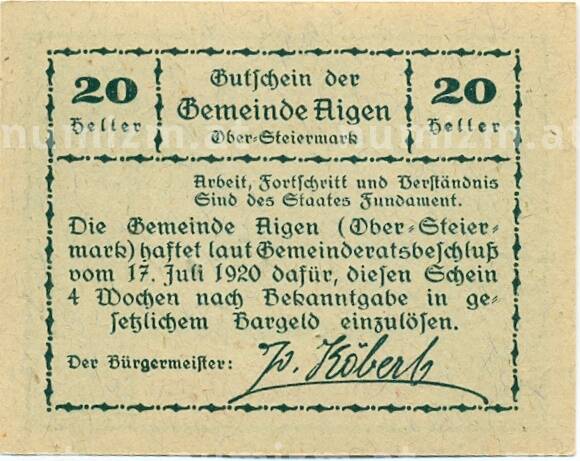 20
Heller
Gutschein der
Gemeinde Aigen
Ober-Steiermark
20
Heller
Arbeit, Fortschritt und Verständnis
Sind des Staates Fundament.
Die Gemeinde Aigen (Ober-Steier-
mark) haftet laut Gemeinderatsbeschluß
vom 17. Juli 1920 dafür, diesen Schein
4 Wochen nach Bekanntgabe in ge-
setzlichem Bargeld einzulösen.
Der Bürgermeister: